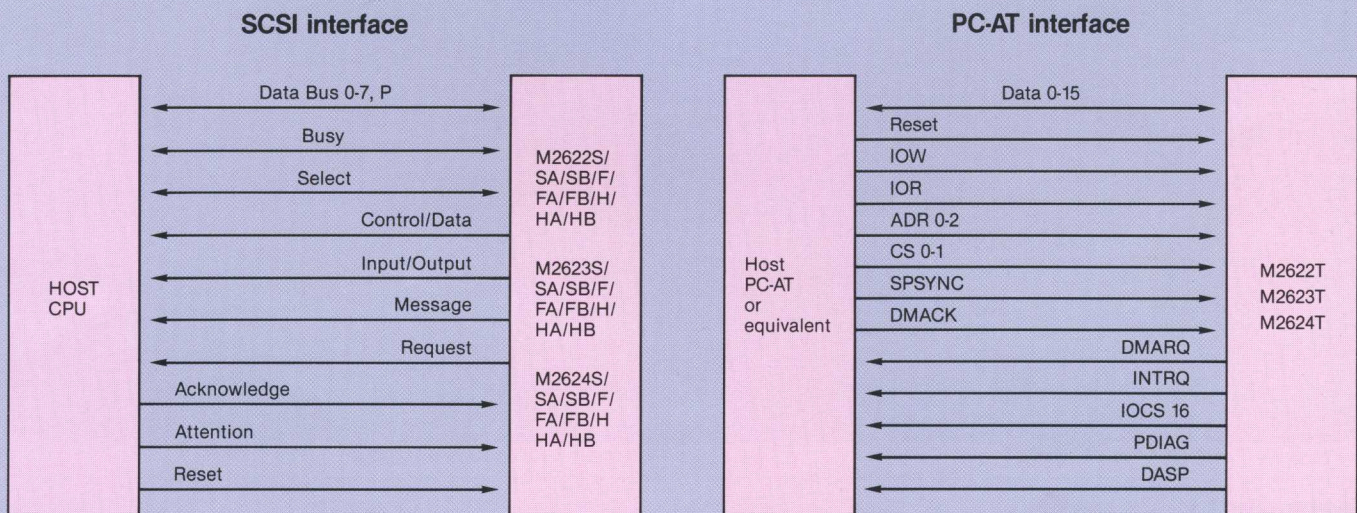 SCSI interface
HOST
CPU
Data Bus 0-7, P
Busy
Select
Control/Data
Input/Output
Message
Request
Acknowledge
Attention
Reset
M2622S/
SA/SB/F/
FA/FB/H/
HA/HB
M2623S/
SA/SB/F/
FA/FB/H/
HA/HB
M2624S/
SA/SB/F/
FA/FB/H
HA/HB
PC-AT interface
Host
PC-AT
or
equivalent
Data 0-15
Reset
IOW
IOR
ADR 0-2
CS 0-1
SPSYNC
DMACK
DMARQ
INTRQ
IOCS 16
PDIAG
DASP
M2622T
M2623T
M2624T